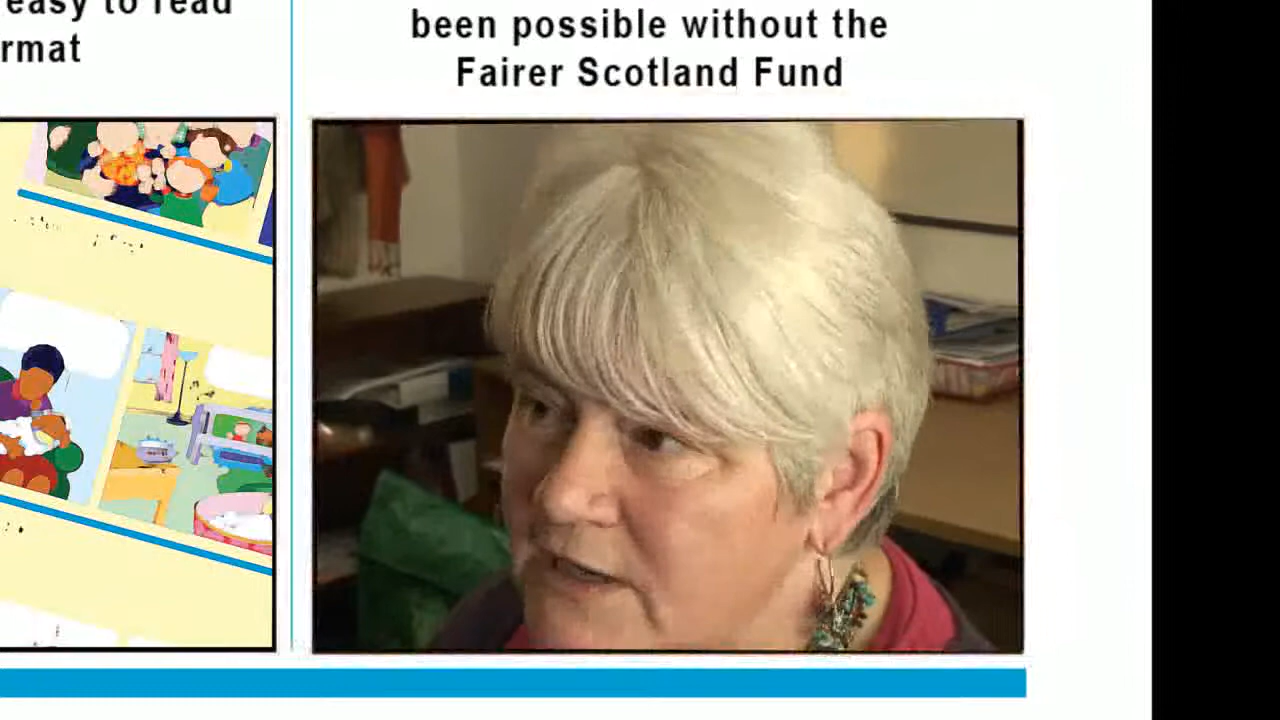 easy to read
rmat
been possible without the
Fairer Scotland Fund